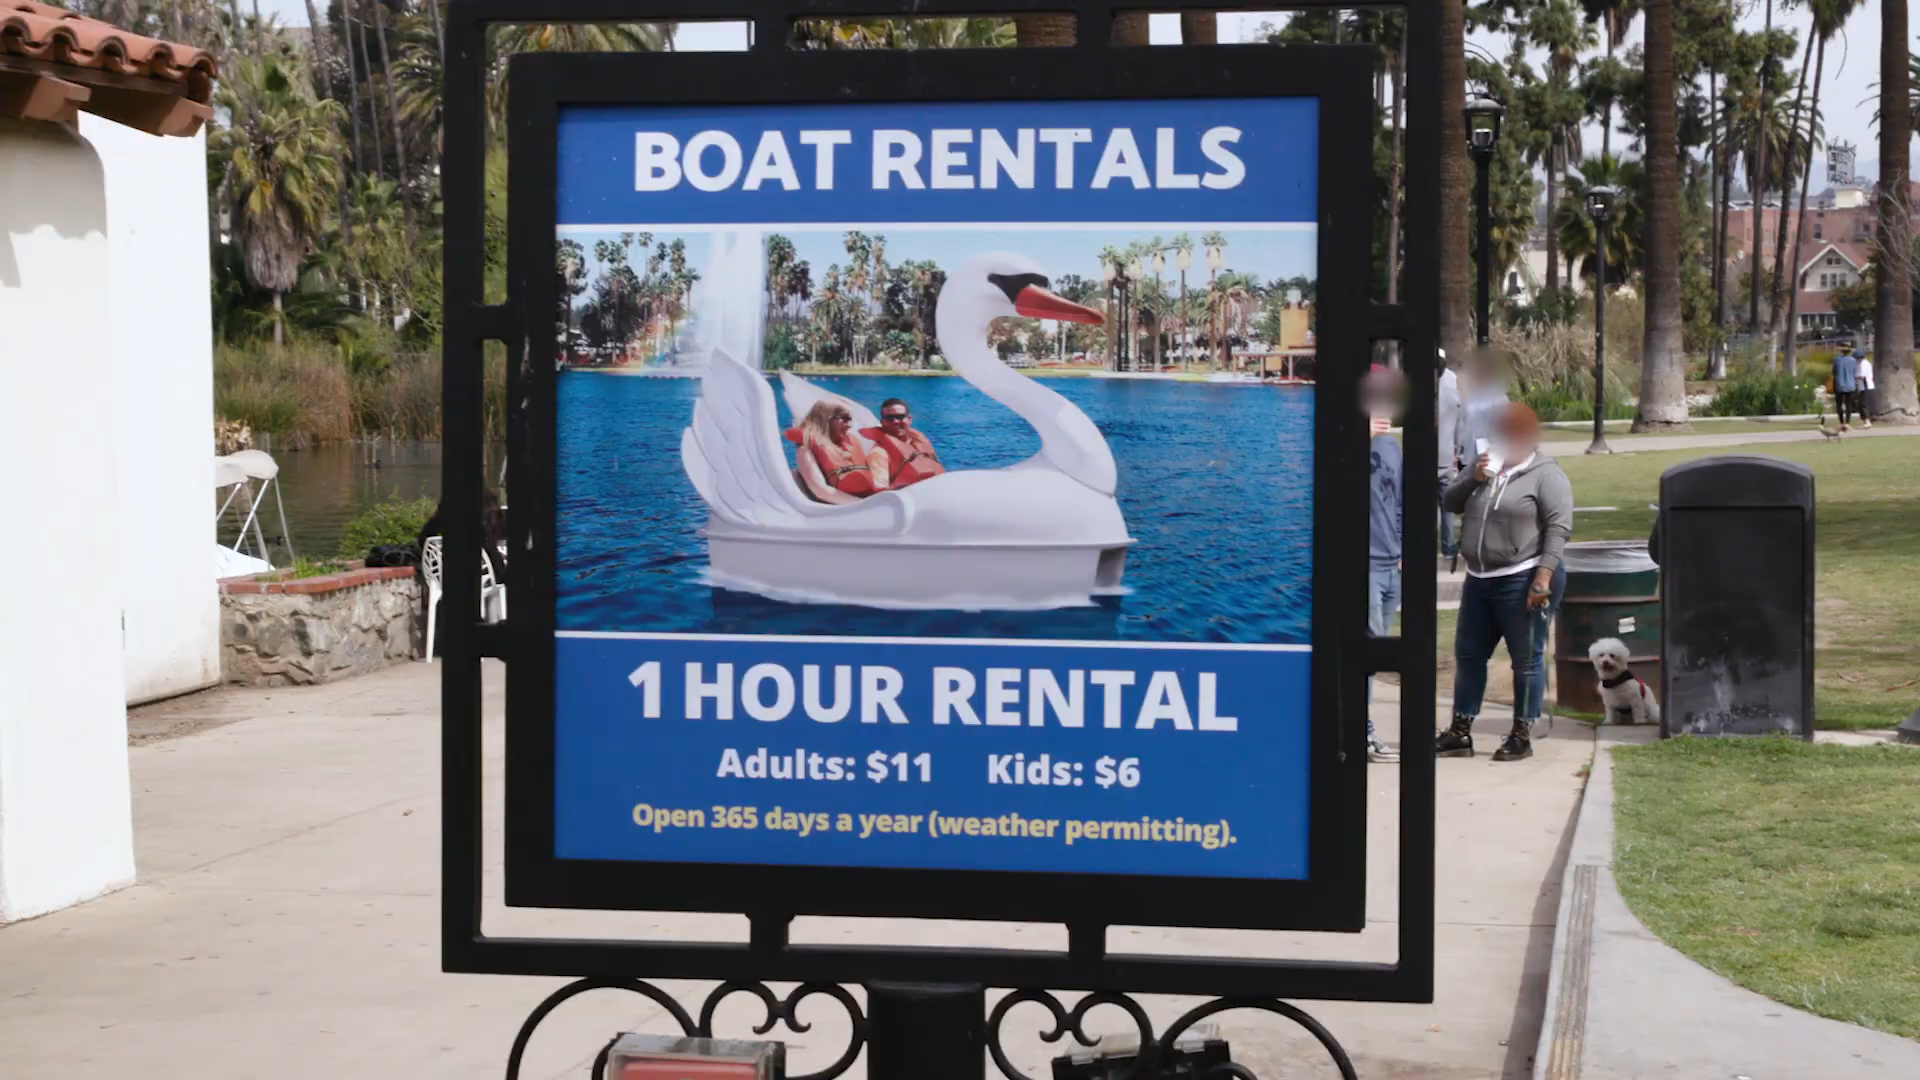 BOAT RENTALS
1 HOUR RENTAL
Adults: $11 Kids: $6
Open 365 days a year (weather permitting).